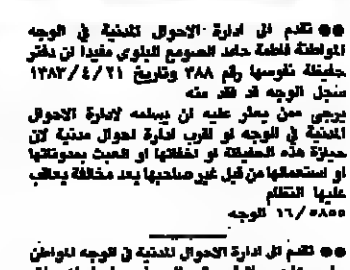 ●● تقدم الى ادارة الاحوال المدنية في الوجه
المواطنة فاطمة حامد البلوي مفيدا ان دفتر
حفيظة نفوسها رقم ٣٨٨ وتاريخ ١٣٨٣/٤/٢١
سجل الوجه قد فقد منه
يرجى ممن يعثر عليه ان يسلمه لادارة الاحوال
المدنية في الوجه او اقرب ادارة احوال مدنية لان
حيازة هذه الحفيظة او اخفائها او العبث بمدوناتها
او استعمالها من قبل غير صاحبها يعد مخالفة يعاقب
عليها النظام
١٦/٥٨٥٥ الوجه
●● تقدم الى ادارة الاحوال المدنية في الوجه المواطن